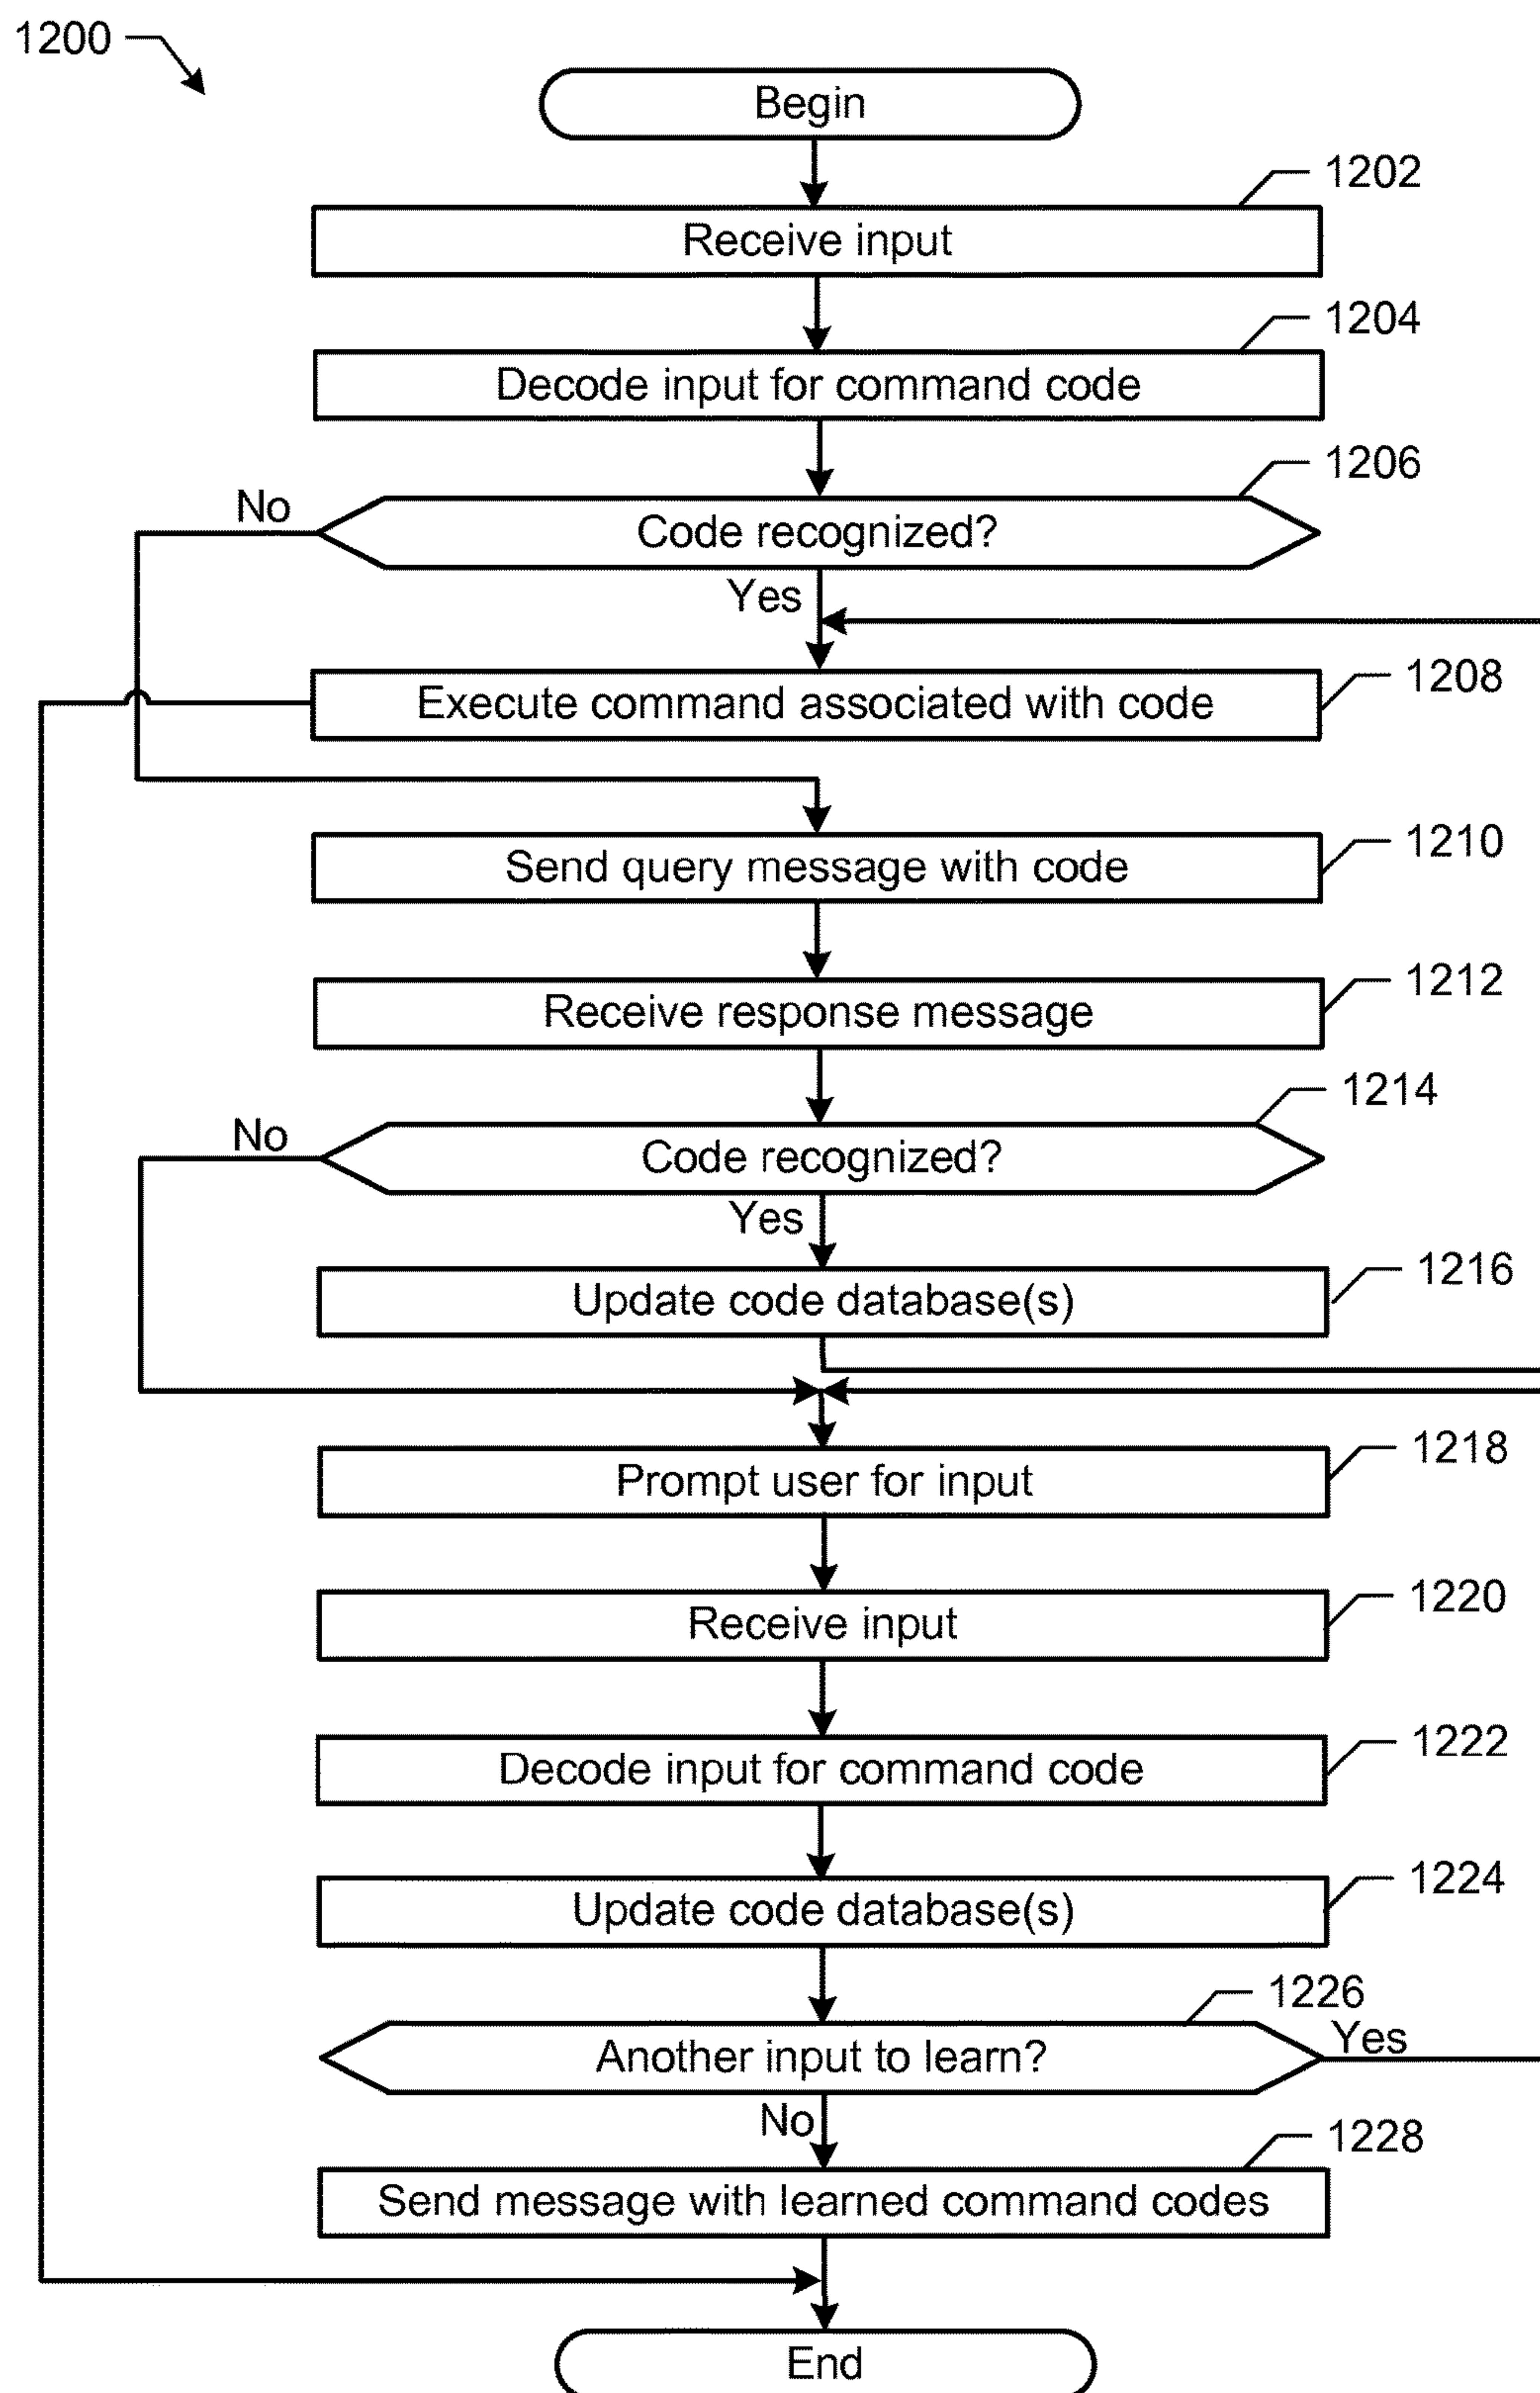 1200
Begin
1202
Receive input
1204
Decode input for command code
1206
No
Code recognized?
Yes
1208
Execute command associated with code
1210
Send query message with code
1212
Receive response message
1214
No
Code recognized?
Yes
1216
Update code database(s)
1218
Prompt user for input
1220
Receive input
1222
Decode input for command code
1224
Update code database(s)
1226
Another input to learn?
Yes
No
1228
Send message with learned command codes
End